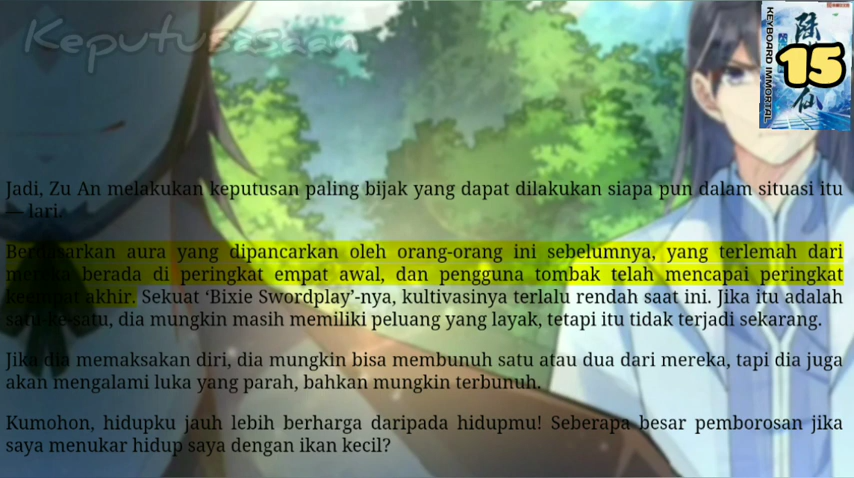 Keputusasaan
15
KEYBOARD IMMORTAL
Jadi, Zu An melakukan keputusan paling bijak yang dapat dilakukan siapa pun dalam situasi itu
— lari.
Berdasarkan aura yang dipancarkan oleh orang-orang ini sebelumnya, yang terlemah dari
mereka berada di peringkat empat awal, dan pengguna tombak telah mencapai peringkat
keempat akhir. Sekuat ‘Bixie Swordplay’-nya, kultivasinya terlalu rendah saat ini. Jika itu adalah
satu-ke-satu, dia mungkin masih memiliki peluang yang layak, tetapi itu tidak terjadi sekarang.
Jika dia memaksakan diri, dia mungkin bisa membunuh satu atau dua dari mereka, tapi dia juga
akan mengalami luka yang parah, bahkan mungkin terbunuh.
Kumohon, hidupku jauh lebih berharga daripada hidupmu! Seberapa besar pemborosan jika
saya menukar hidup saya dengan ikan kecil?